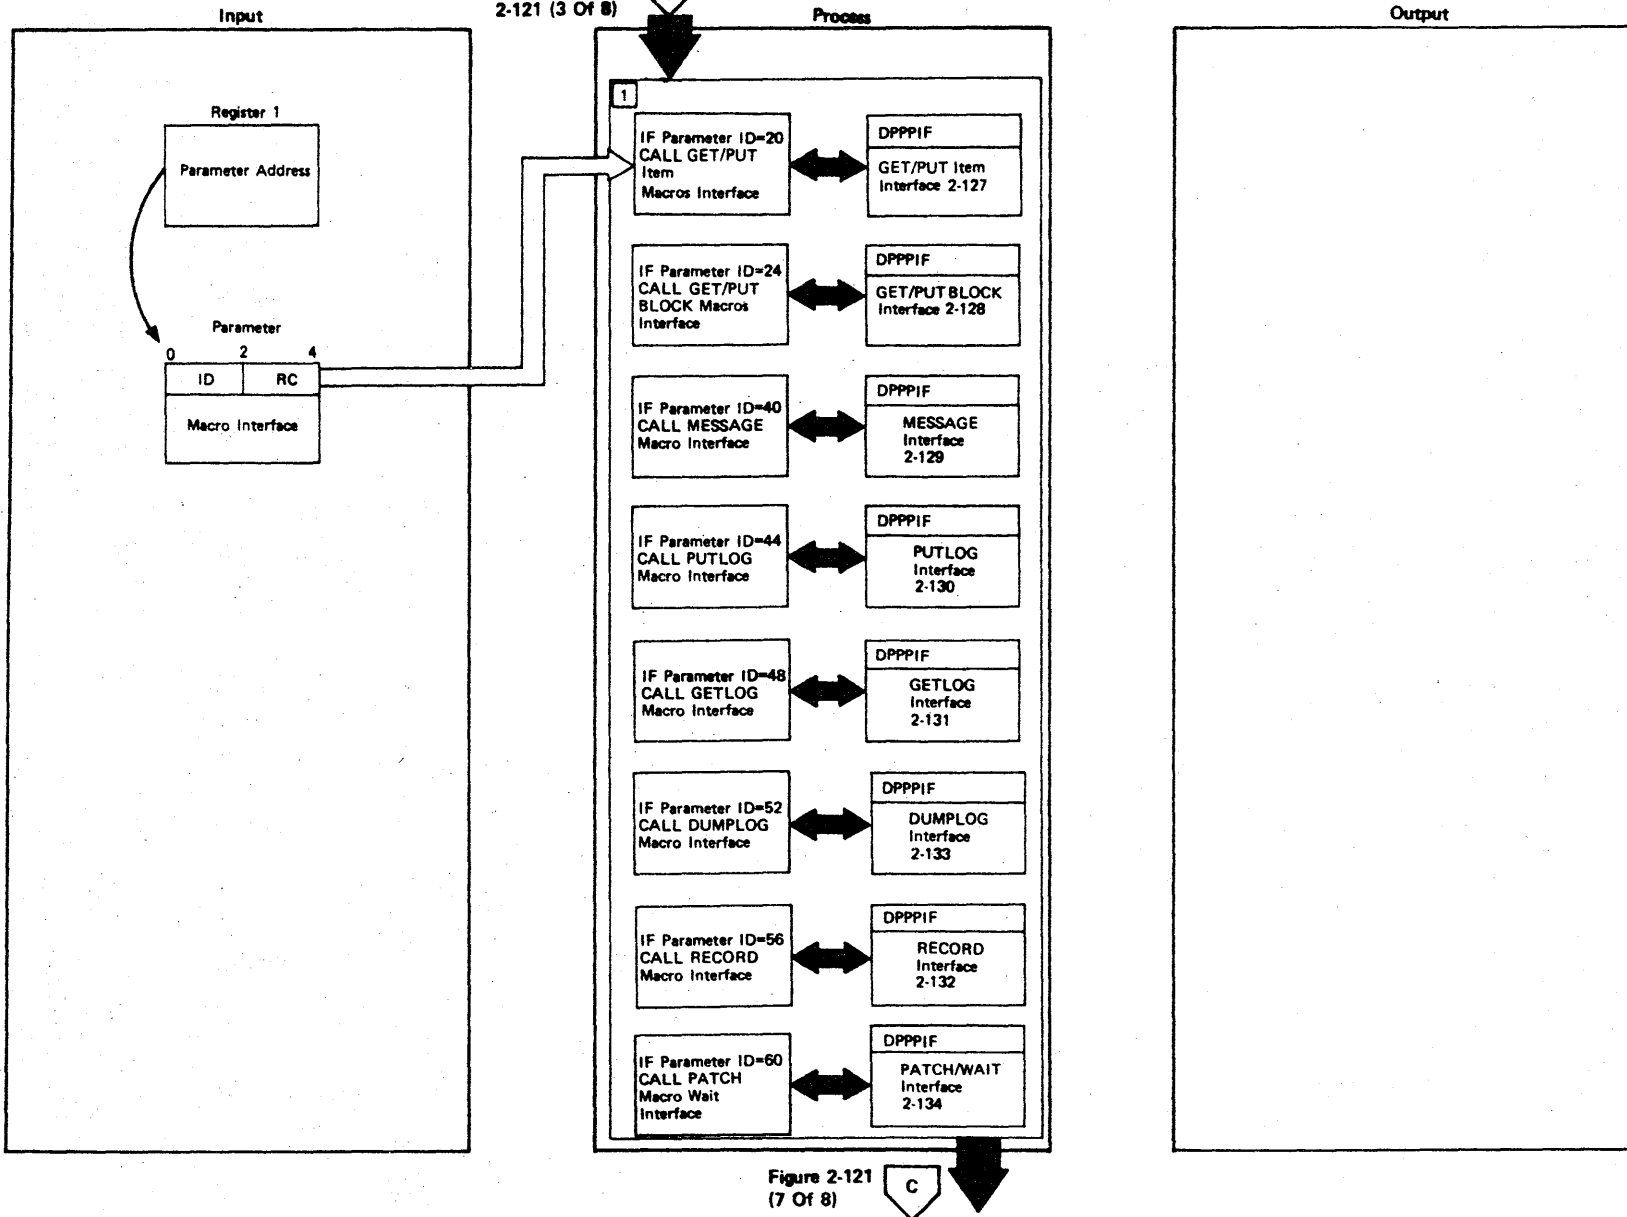 2-121 (3 Of 8)
Input
Process
Output
Register 1
Parameter Address
Parameter
0 2 4
ID RC
Macro Interface
1
IF Parameter ID=20
CALL GET/PUT
Item
Macros Interface
DPPPIF
GET/PUT Item
Interface 2-127
IF Parameter ID=24
CALL GET/PUT
BLOCK Macros
Interface
DPPPIF
GET/PUT BLOCK
Interface 2-128
IF Parameter ID=40
CALL MESSAGE
Macro Interface
DPPPIF
MESSAGE
Interface
2-129
IF Parameter ID=44
CALL PUTLOG
Macro Interface
DPPPIF
PUTLOG
Interface
2-130
IF Parameter ID=48
CALL GETLOG
Macro Interface
DPPPIF
GETLOG
Interface
2-131
IF Parameter ID=52
CALL DUMPLOG
Macro Interface
DPPPIF
DUMPLOG
Interface
2-133
IF Parameter ID=56
CALL RECORD
Macro Interface
DPPPIF
RECORD
Interface
2-132
IF Parameter ID=60
CALL PATCH
Macro Wait
Interface
DPPPIF
PATCH/WAIT
Interface
2-134
Figure 2-121
(7 Of 8)
C